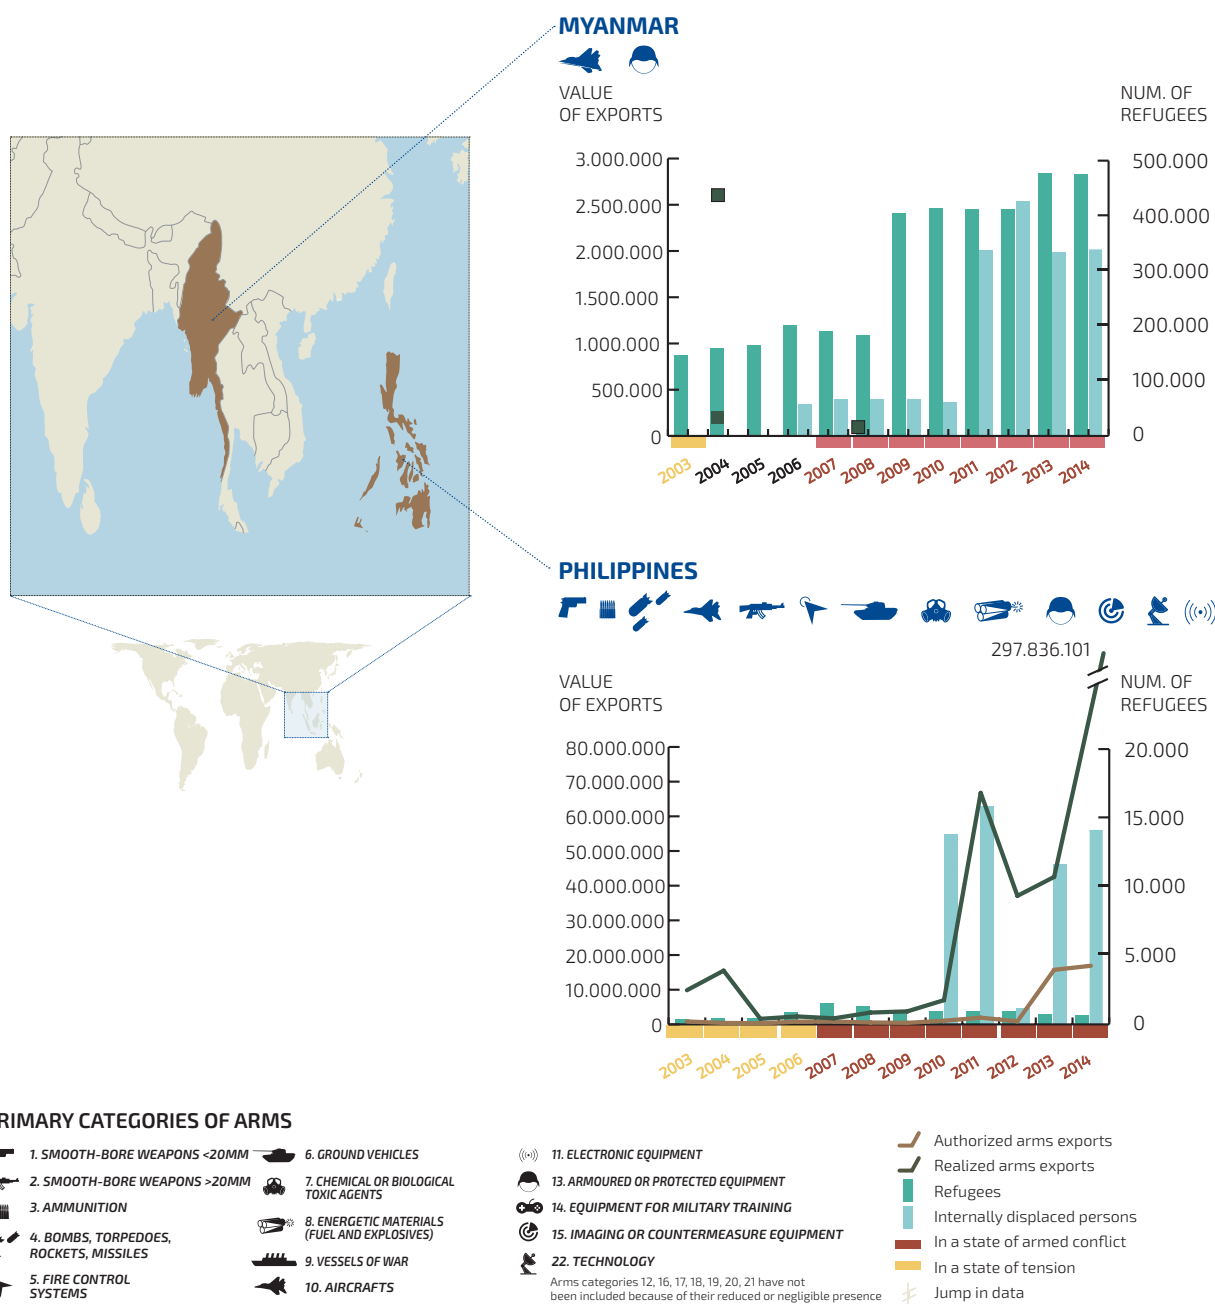 MYANMAR
VALUE
OF EXPORTS
NUM. OF
REFUGEES
3.000.000
2.500.000
2.000.000
1.500.000
1.000.000
500.000
0
500.000
400.000
300.000
200.000
100.000
0
2003
2004
2005
2006
2007
2008
2009
2010
2011
2012
2013
2014
PHILIPPINES
297.836.101
VALUE
OF EXPORTS
NUM. OF
REFUGEES
80.000.000
70.000.000
60.000.000
50.000.000
40.000.000
30.000.000
20.000.000
10.000.000
0
20.000
15.000
10.000
5.000
0
2003
2004
2005
2006
2007
2008
2009
2010
2011
2012
2013
2014
RIMARY CATEGORIES OF ARMS
1. SMOOTH-BORE WEAPONS <20MM
2. SMOOTH-BORE WEAPONS >20MM
3. AMMUNITION
4. BOMBS, TORPEDOES,
ROCKETS, MISSILES
5. FIRE CONTROL
SYSTEMS
6. GROUND VEHICLES
7. CHEMICAL OR BIOLOGICAL
TOXIC AGENTS
8. ENERGETIC MATERIALS
(FUEL AND EXPLOSIVES)
9. VESSELS OF WAR
10. AIRCRAFTS
11. ELECTRONIC EQUIPMENT
13. ARMOURED OR PROTECTED EQUIPMENT
14. EQUIPMENT FOR MILITARY TRAINING
15. IMAGING OR COUNTERMEASURE EQUIPMENT
22. TECHNOLOGY
Arms categories 12, 16, 17, 18, 19, 20, 21 have not
been included because of their reduced or negligible presence
Authorized arms exports
Realized arms exports
Refugees
Internally displaced persons
In a state of armed conflict
In a state of tension
Jump in data